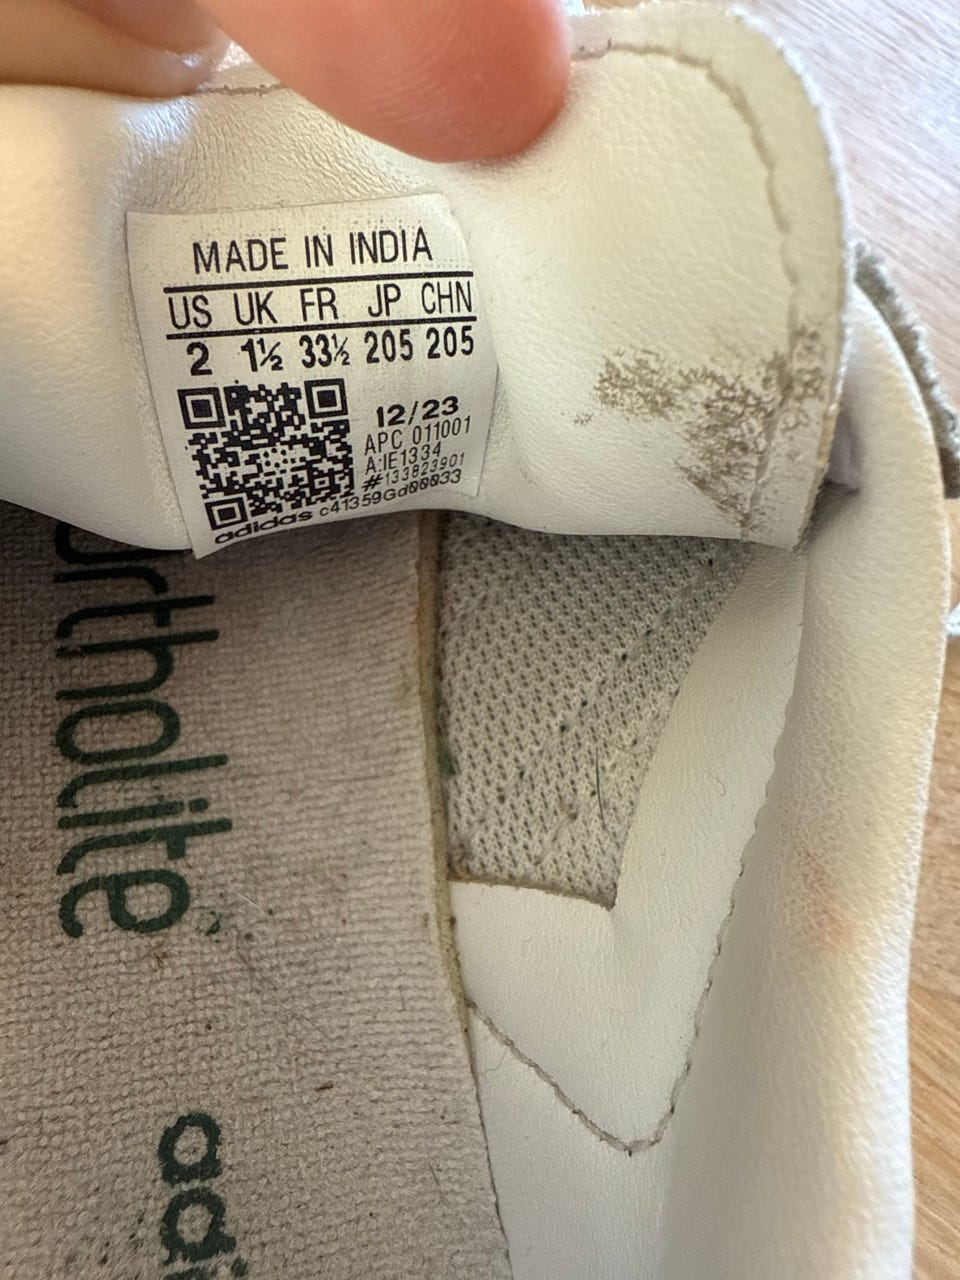 MADE IN INDIA
US UK FR JP CHN
2 1½ 33½ 205 205
12/23
APC 011001
A:IE1334
#133823901
adidas c41359Gd00033
ortholite
adi